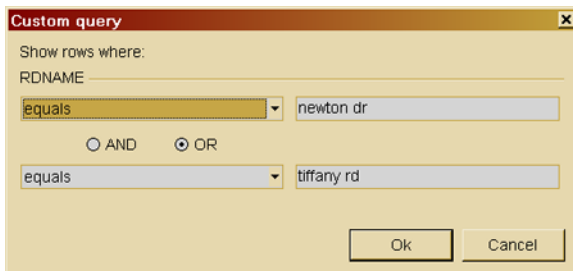 Custom query
Show rows where:
RDNAME
equals newton dr
AND OR
equals tiffany rd
Ok Cancel